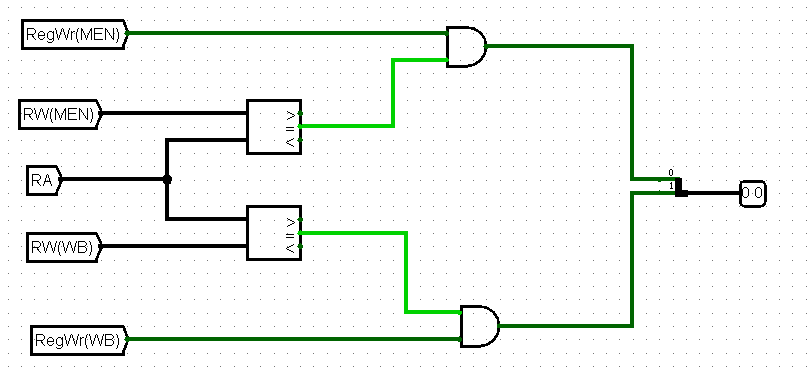 RegWr(MEN)
RW(MEN)
>
=
<
RA
0
1
0 0
RW(WB)
>
=
<
RegWr(WB)